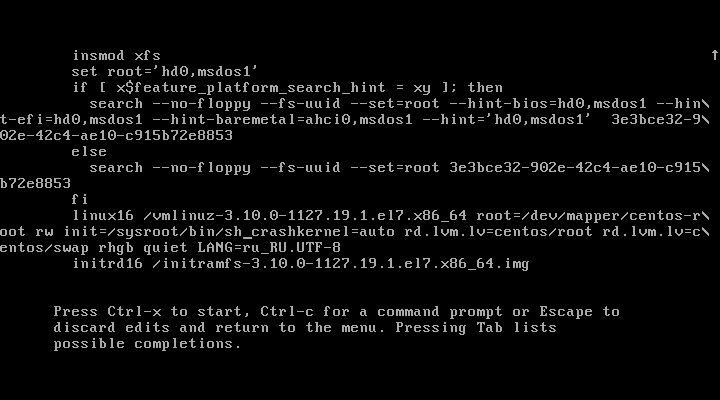 insmod xfs ↑
set root='hd0,msdos1'
if [ x$feature_platform_search_hint = xy ]; then
search --no-floppy --fs-uuid --set=root --hint-bios=hd0,msdos1 --hin\
t-efi=hd0,msdos1 --hint-baremetal=ahci0,msdos1 --hint='hd0,msdos1'  3e3bce32-9\
02e-42c4-ae10-c915b72e8853
else
search --no-floppy --fs-uuid --set=root 3e3bce32-902e-42c4-ae10-c915\
b72e8853
fi
linux16 /vmlinuz-3.10.0-1127.19.1.el7.x86_64 root=/dev/mapper/centos-r\
oot rw init=/sysroot/bin/sh_crashkernel=auto rd.lvm.lv=centos/root rd.lvm.lv=c\
entos/swap rhgb quiet LANG=ru_RU.UTF-8
initrd16 /initramfs-3.10.0-1127.19.1.el7.x86_64.img
Press Ctrl-x to start, Ctrl-c for a command prompt or Escape to
discard edits and return to the menu. Pressing Tab lists
possible completions.